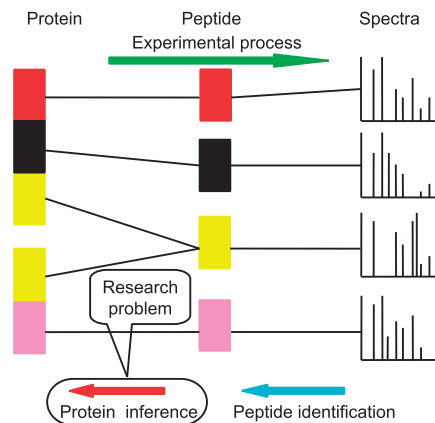 Protein
Peptide
Spectra
Experimental process
Research
problem
Protein inference
Peptide identification